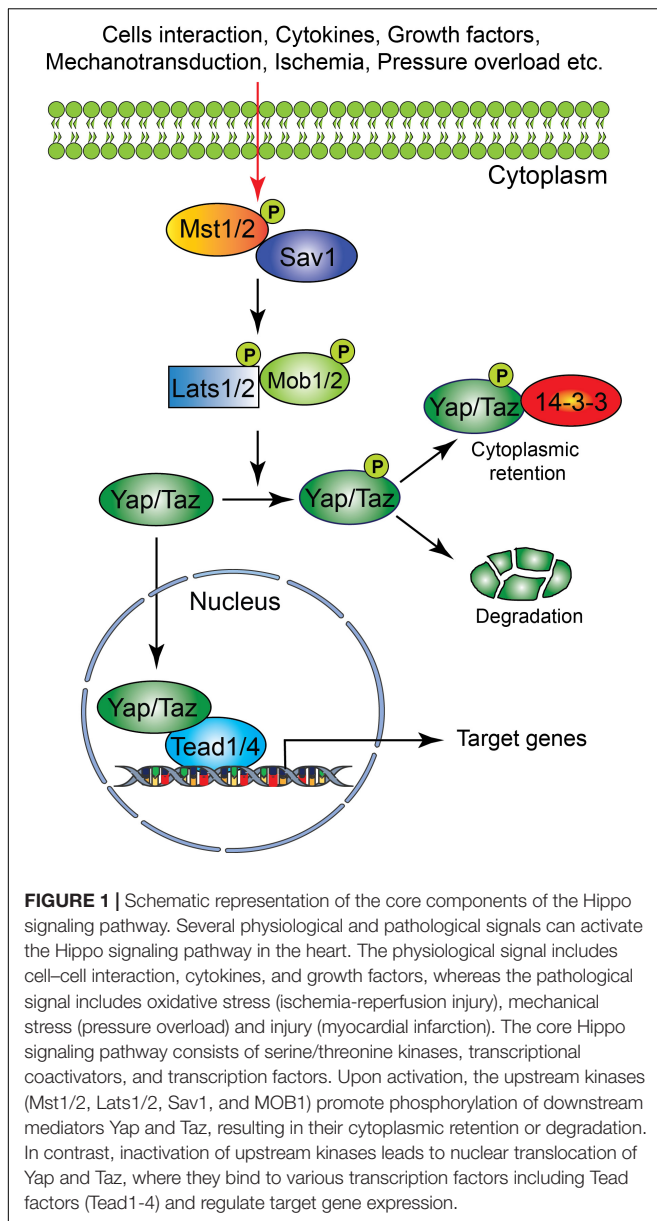 Cells interaction, Cytokines, Growth factors,
Mechanotransduction, Ischemia, Pressure overload etc.
Cytoplasm
P
Mst1/2
Sav1
P
P
Lats1/2
Mob1/2
P
Yap/Taz
14-3-3
Cytoplasmic
retention
P
Yap/Taz
Yap/Taz
Degradation
Nucleus
Yap/Taz
Tead1/4
Target genes
FIGURE 1 | Schematic representation of the core components of the Hippo
signaling pathway. Several physiological and pathological signals can activate
the Hippo signaling pathway in the heart. The physiological signal includes
cell–cell interaction, cytokines, and growth factors, whereas the pathological
signal includes oxidative stress (ischemia-reperfusion injury), mechanical
stress (pressure overload) and injury (myocardial infarction). The core Hippo
signaling pathway consists of serine/threonine kinases, transcriptional
coactivators, and transcription factors. Upon activation, the upstream kinases
(Mst1/2, Lats1/2, Sav1, and MOB1) promote phosphorylation of downstream
mediators Yap and Taz, resulting in their cytoplasmic retention or degradation.
In contrast, inactivation of upstream kinases leads to nuclear translocation of
Yap and Taz, where they bind to various transcription factors including Tead
factors (Tead1-4) and regulate target gene expression.